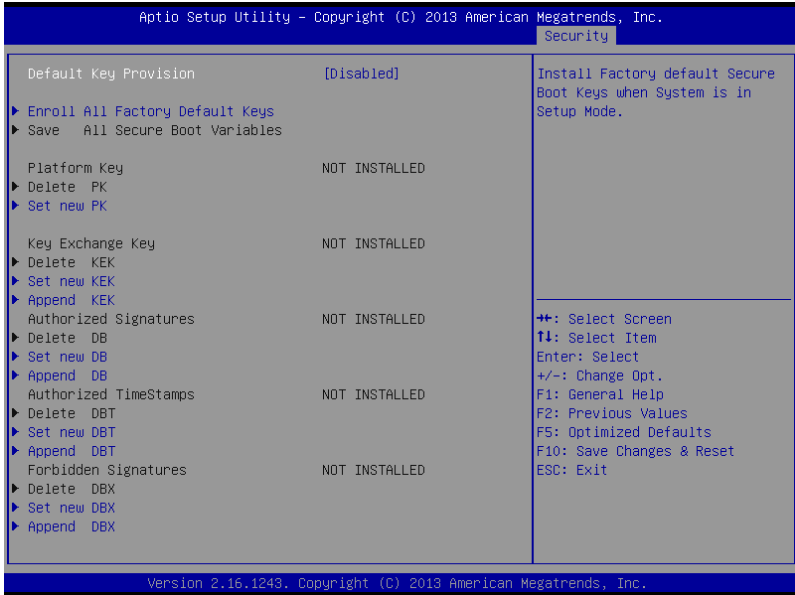 Aptio Setup Utility – Copyright (C) 2013 American Megatrends, Inc.
Security
Default Key Provision [Disabled]
Enroll All Factory Default Keys
Save All Secure Boot Variables
Platform Key NOT INSTALLED
Delete PK
Set new PK
Key Exchange Key NOT INSTALLED
Delete KEK
Set new KEK
Append KEK
Authorized Signatures NOT INSTALLED
Delete DB
Set new DB
Append DB
Authorized TimeStamps NOT INSTALLED
Delete DBT
Set new DBT
Append DBT
Forbidden Signatures NOT INSTALLED
Delete DBX
Set new DBX
Append DBX
Install Factory default Secure
Boot Keys when System is in
Setup Mode.
→←: Select Screen
↑↓: Select Item
Enter: Select
+/-: Change Opt.
F1: General Help
F2: Previous Values
F5: Optimized Defaults
F10: Save Changes & Reset
ESC: Exit
Version 2.16.1243. Copyright (C) 2013 American Megatrends, Inc.